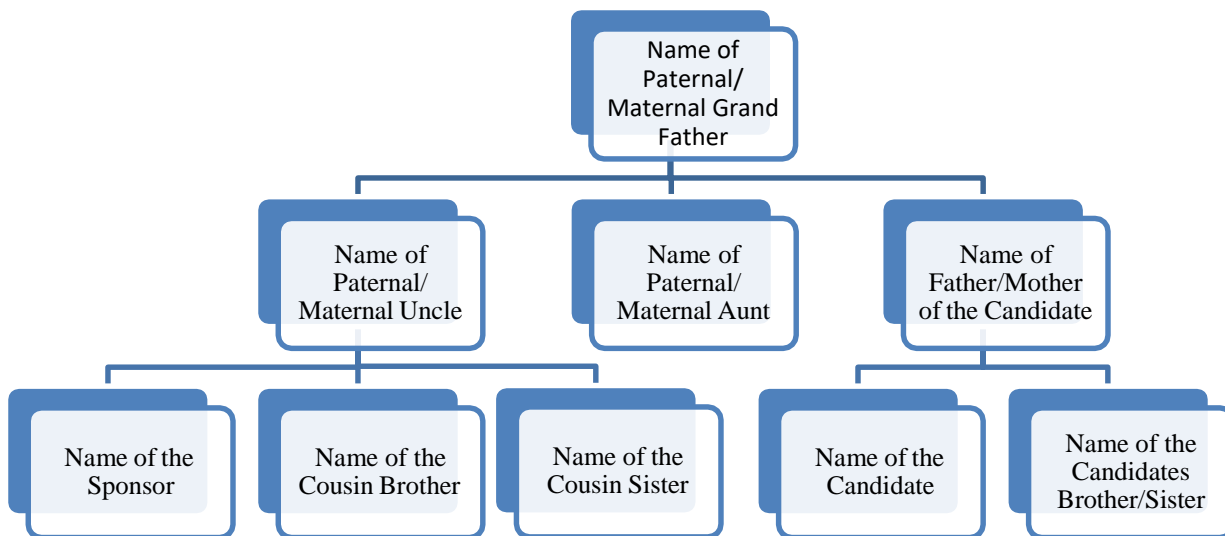 Name of
Paternal/
Maternal Grand
Father
Name of
Paternal/
Maternal Uncle
Name of
Paternal/
Maternal Aunt
Name of
Father/Mother
of the Candidate
Name of the
Sponsor
Name of the
Cousin Brother
Name of the
Cousin Sister
Name of the
Candidate
Name of the
Candidates
Brother/Sister